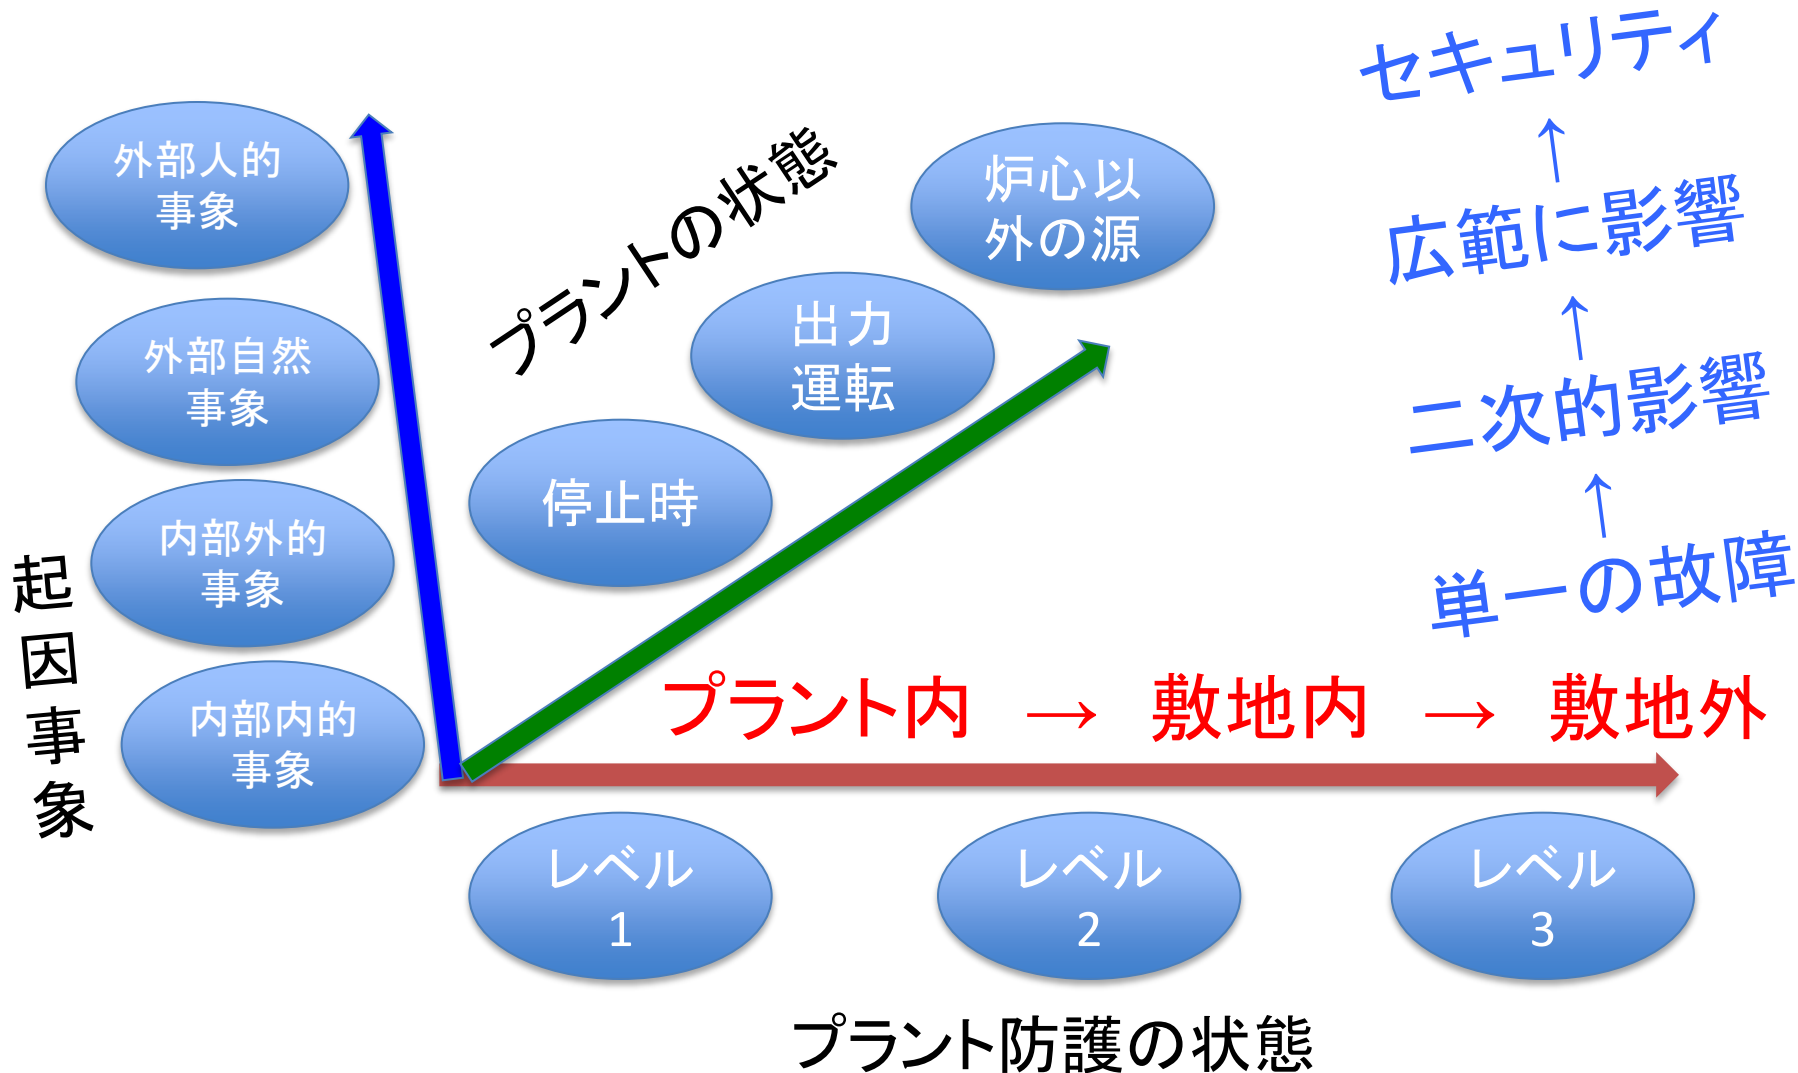 セキュリティ
↑
広範に影響
↑
二次的影響
↑
単一の故障
外部人的
事象
外部自然
事象
内部外的
事象
内部内的
事象
起
因
事
象
プラントの状態
炉心以
外の源
出力
運転
停止時
プラント内 → 敷地内 → 敷地外
レベル
1
レベル
2
レベル
3
プラント防護の状態